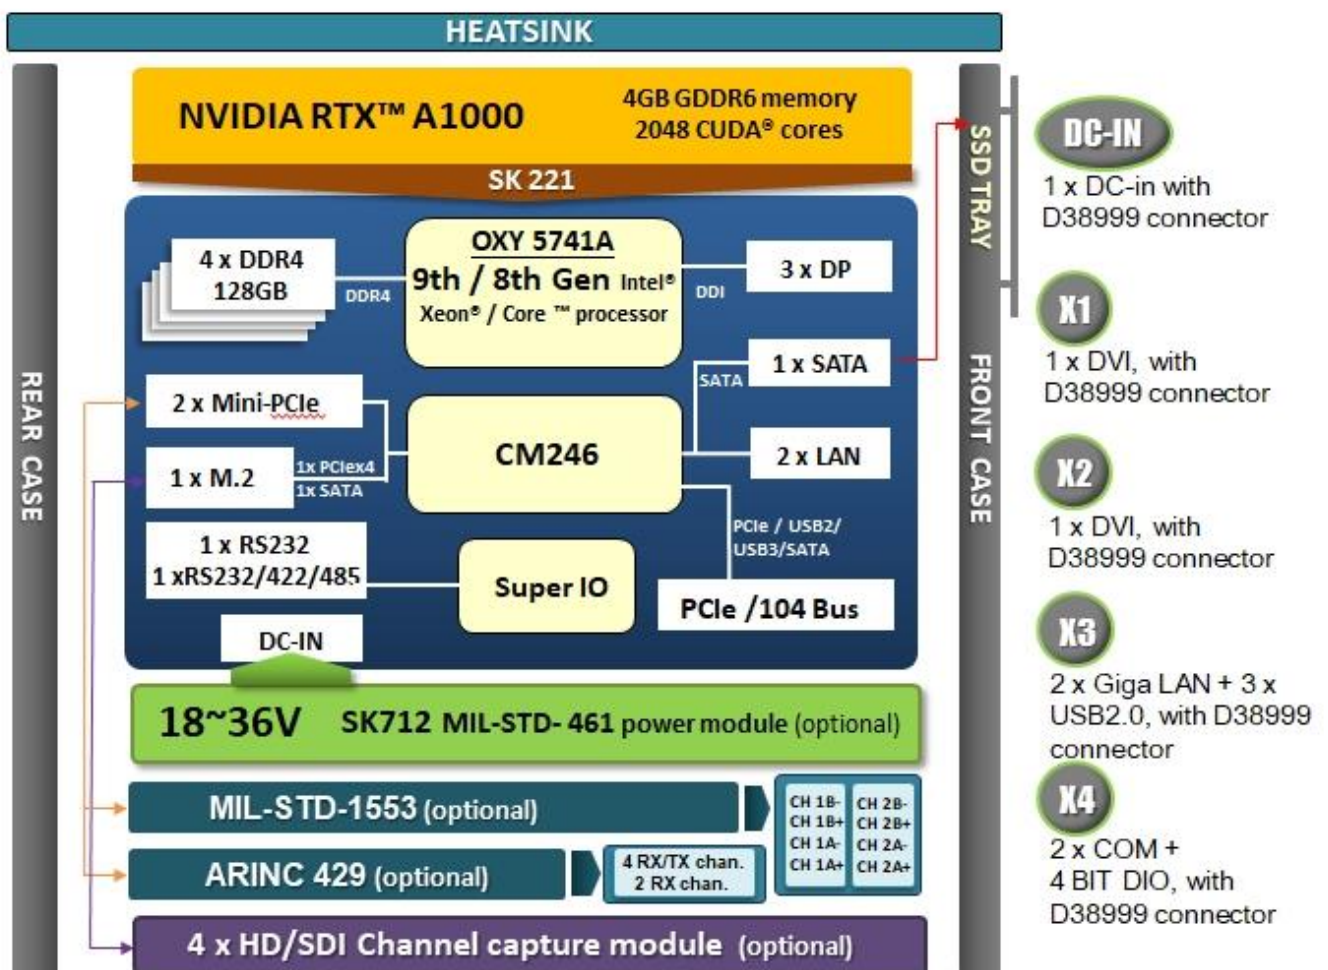 HEATSINK
NVIDIA RTX™ A1000
4GB GDDR6 memory
2048 CUDA® cores
SK 221
REAR CASE
SSD TRAY
FRONT CASE
4 x DDR4
128GB
DDR4
OXY 5741A
9th / 8th Gen Intel®
Xeon® / Core ™ processor
DDI
3 x DP
SATA
1 x SATA
2 x Mini-PCIe
1 x M.2
1x PCIex4
1x SATA
CM246
2 x LAN
PCIe / USB2/
USB3/SATA
1 x RS232
1 xRS232/422/485
Super IO
PCIe /104 Bus
DC-IN
18~36V SK712 MIL-STD- 461 power module (optional)
MIL-STD-1553 (optional)
CH 1B-
CH 1B+
CH 1A-
CH 1A+
CH 2B-
CH 2B+
CH 2A-
CH 2A+
ARINC 429 (optional)
4 RX/TX chan.
2 RX chan.
4 x HD/SDI Channel capture module (optional)
DC-IN
1 x DC-in with
D38999 connector
X1
1 x DVI, with
D38999 connector
X2
1 x DVI, with
D38999 connector
X3
2 x Giga LAN + 3 x
USB2.0, with D38999
connector
X4
2 x COM +
4 BIT DIO, with
D38999 connector